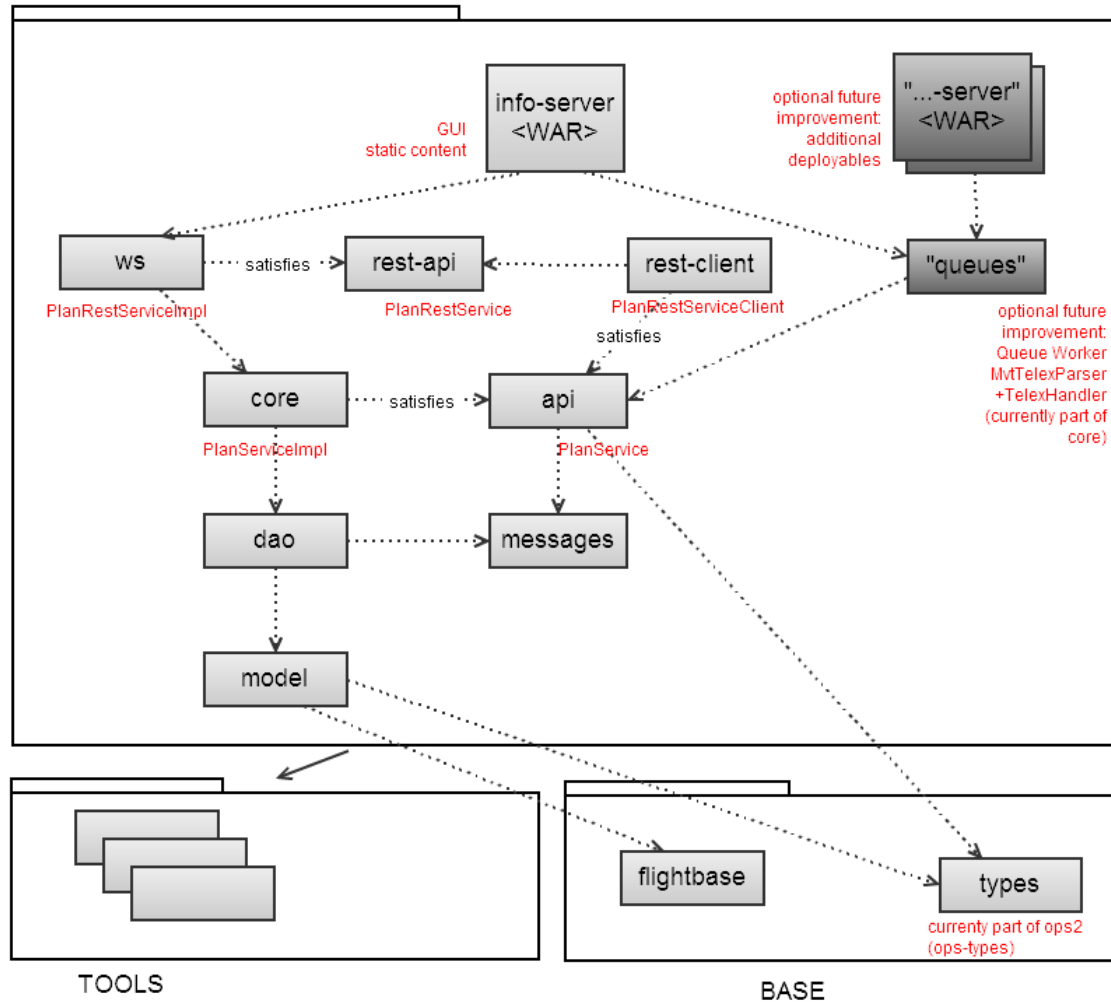 info-server
<WAR>
GUI
static content
"...-server"
<WAR>
optional future
improvement:
additional
deployables
ws
satisfies
rest-api
rest-client
"queues"
PlanRestServiceImpl
PlanRestService
PlanRestServiceClient
satisfies
optional future
improvement:
Queue Worker
MvtTelexParser
+TelexHandler
(currently part of
core)
core
satisfies
api
PlanServiceImpl
PlanService
dao
messages
model
flightbase
types
currenty part of ops2
(ops-types)
TOOLS
BASE